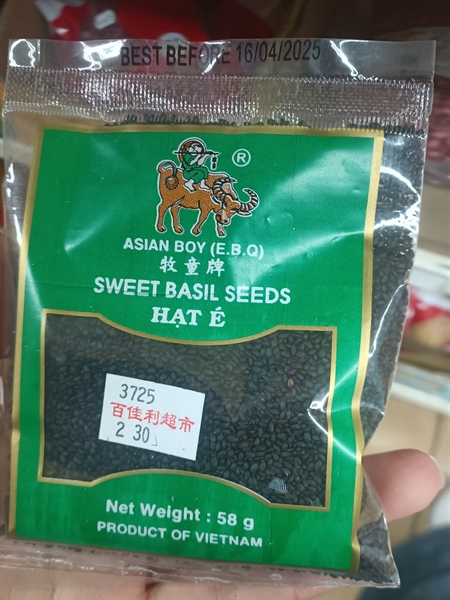 BEST BEFORE 16/04/2025
®
ASIAN BOY (E.B.Q)
牧童牌
SWEET BASIL SEEDS
HẠT É
3725
百佳利超市
2 30
Net Weight : 58 g
PRODUCT OF VIETNAM